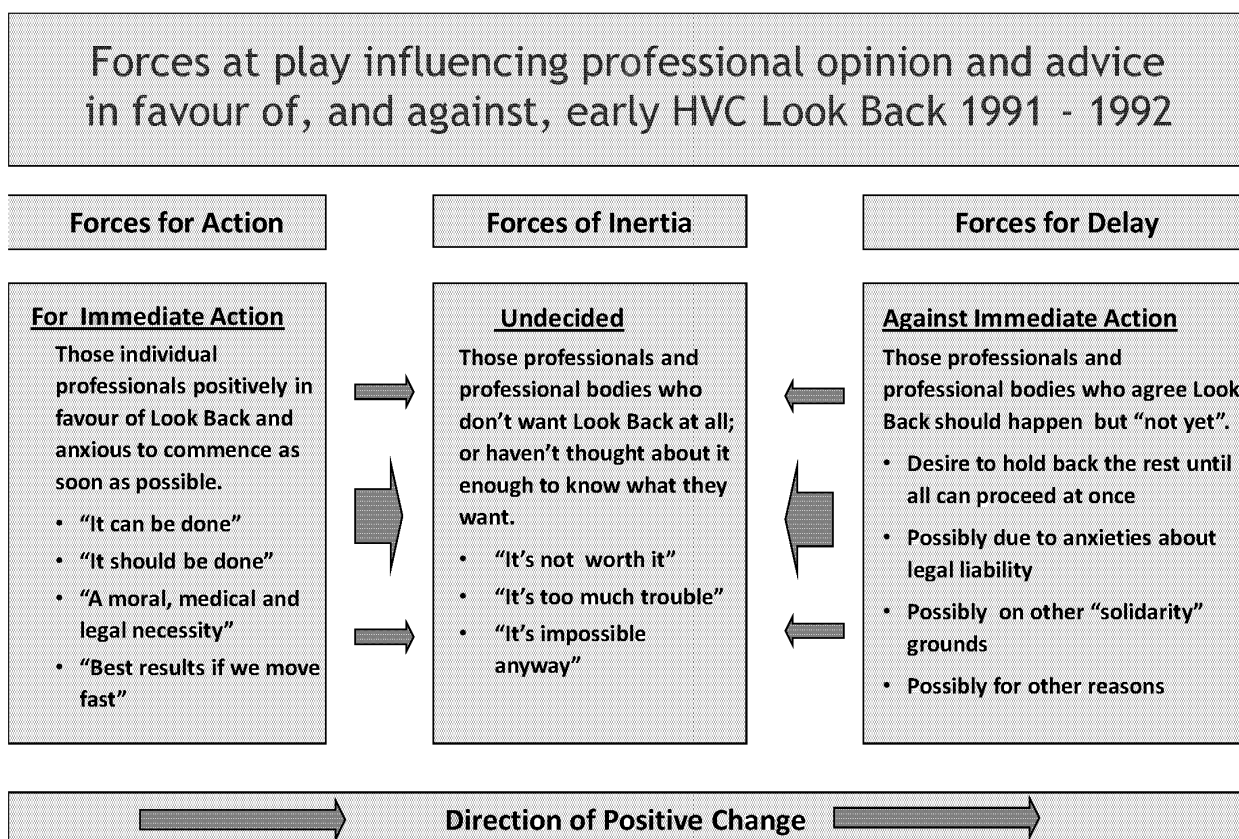 Forces at play influencing professional opinion and advice
in favour of, and against, early HVC Look Back 1991 - 1992
Forces for Action
Forces of Inertia
Forces for Delay
For Immediate Action
Those individual
professionals positively in
favour of Look Back and
anxious to commence as
soon as possible.
• “It can be done”
• “It should be done”
• “A moral, medical and
legal necessity”
• “Best results if we move
fast”
Undecided
Those professionals and
professional bodies who
don’t want Look Back at all;
or haven’t thought about it
enough to know what they
want.
• “It’s not worth it”
• “It’s too much trouble”
• “It’s impossible
anyway”
Against Immediate Action
Those professionals and
professional bodies who agree Look
Back should happen but “not yet”.
• Desire to hold back the rest until
all can proceed at once
• Possibly due to anxieties about
legal liability
• Possibly on other “solidarity”
grounds
• Possibly for other reasons
Direction of Positive Change